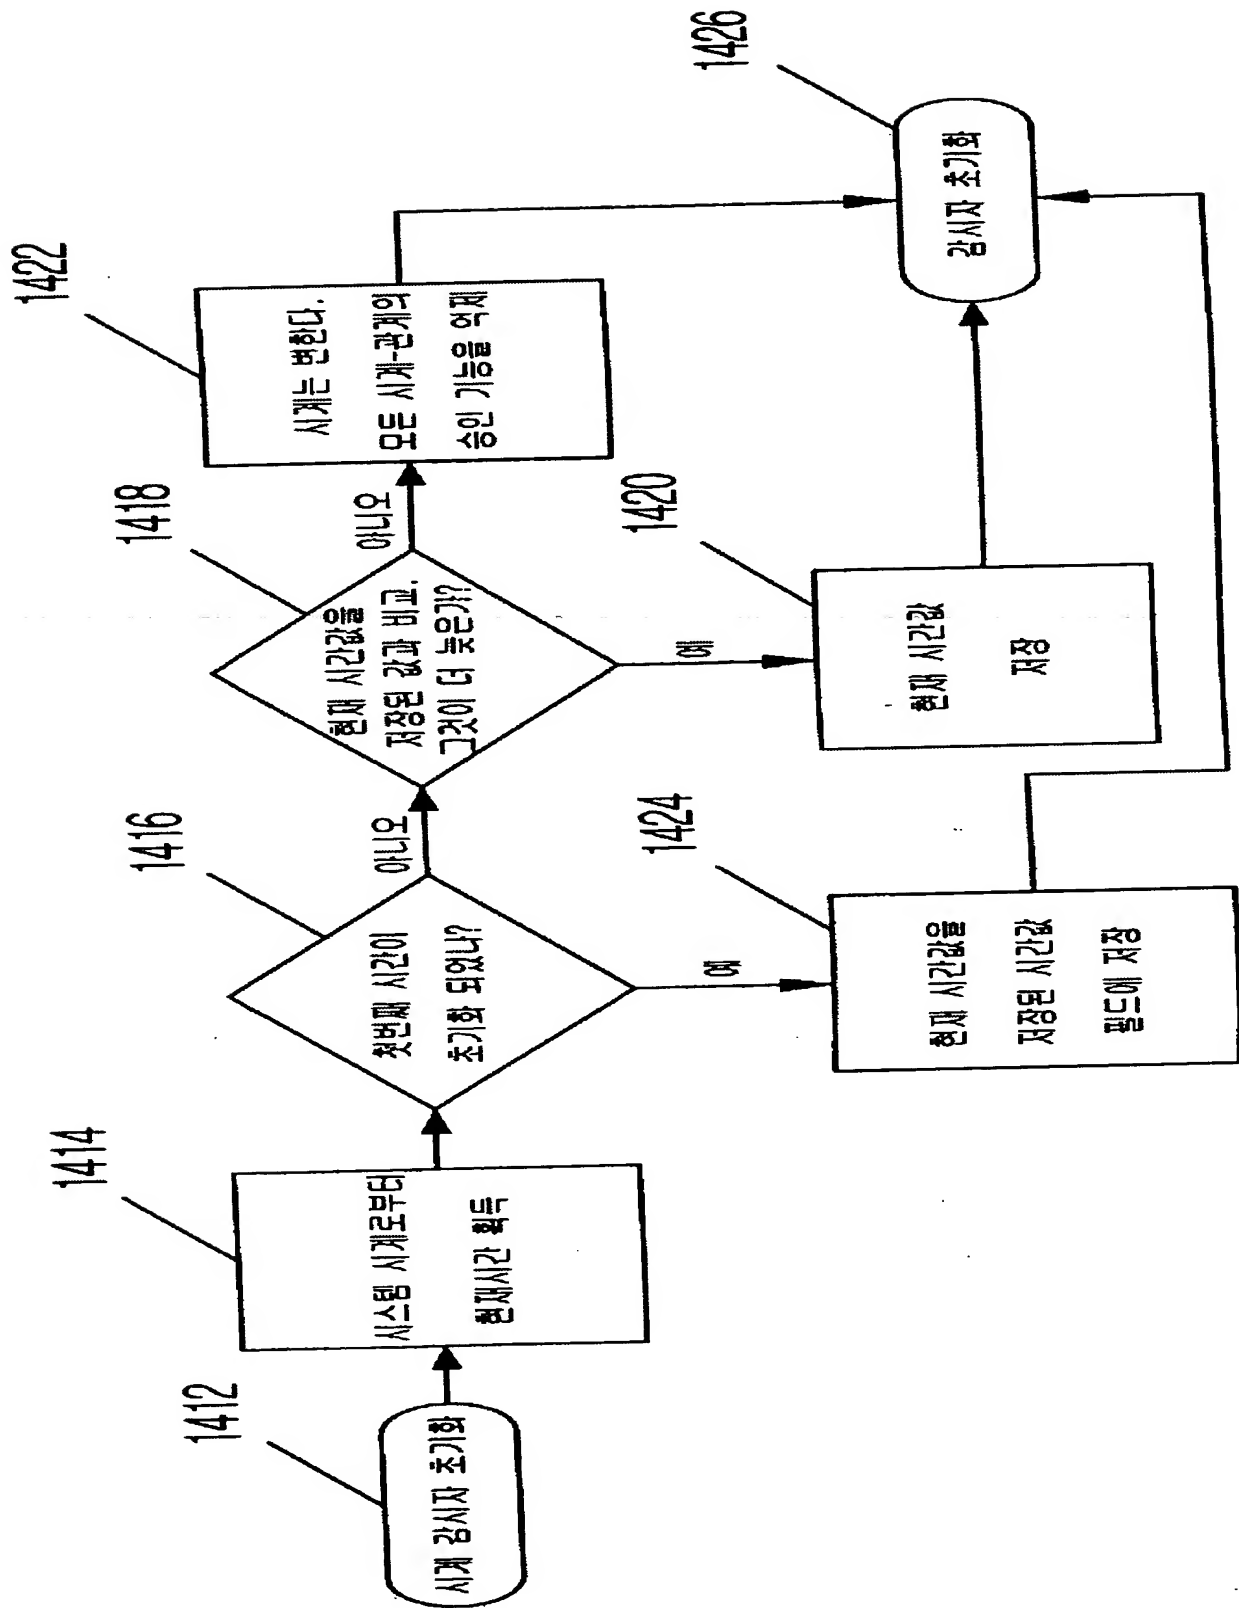 1412
시계 감시자 초기화
1414
시스템 시계로부터
현재시간 획득
1416
첫번째 시간이
초기화 되었나?
아니오
예
1418
현재 시간값을
저장된 값과 비교.
그것이 더 늦은가?
아니오
예
1422
시계는 변한다.
모든 시계-관계의
승인 기능을 억제
1424
현재 시간값을
저장된 시간값
필드에 저장
1420
현재 시간값
저장
1426
감시자 초기화